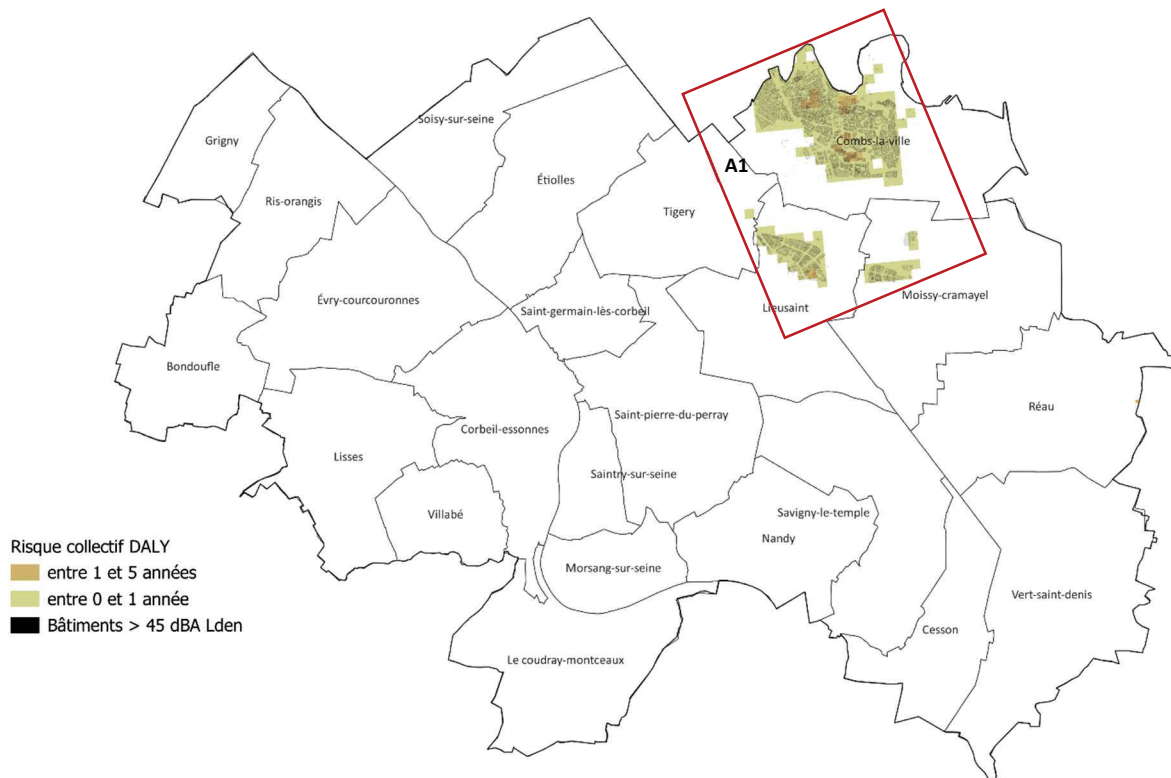 Soisy-sur-seine
Grigny
Combs-la-ville
A1
Étiolles
Ris-orangis
Tigery
Évry-courcouronnes
Moissy-cramayel
Lieusaint
Saint-germain-lès-corbeil
Bondoufle
Réau
Saint-pierre-du-perray
Corbeil-essonnes
Lisses
Saintry-sur-seine
Villabé
Savigny-le-temple
Nandy
Risque collectif DALY
entre 1 et 5 années
entre 0 et 1 année
Bâtiments > 45 dBA Lden
Morsang-sur-seine
Vert-saint-denis
Cesson
Le coudray-montceaux